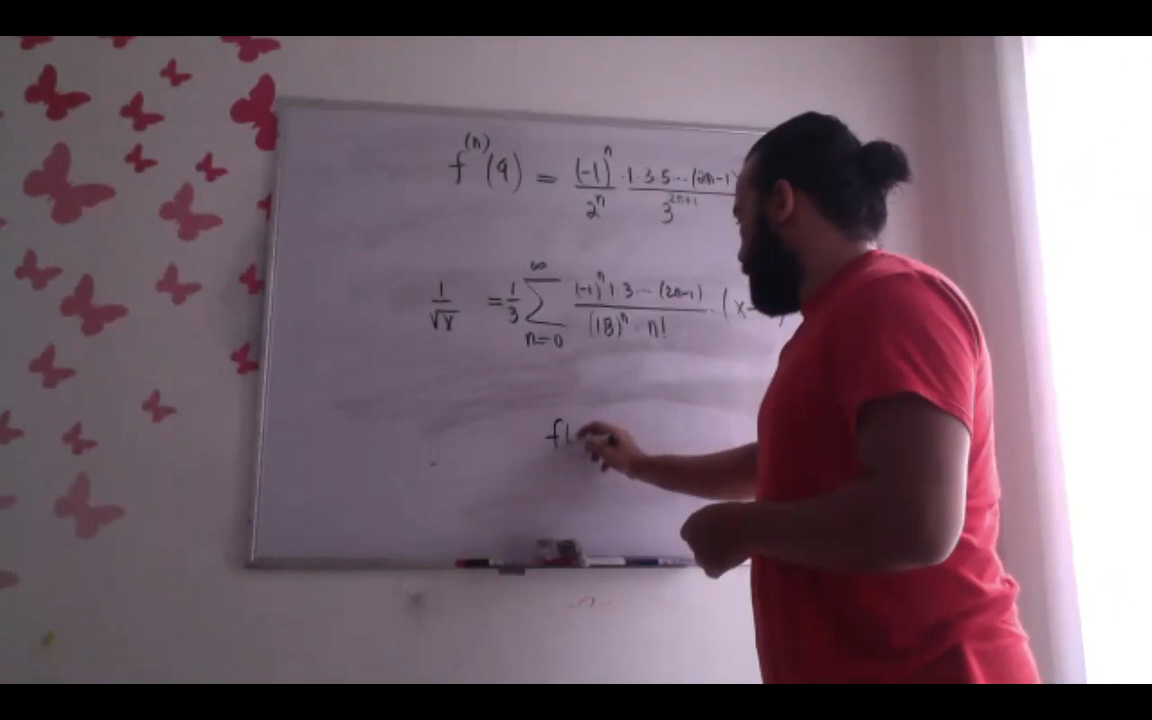 f^(n)(9) = (-1)^n/2^n · 1·3·5···(2n-1)/3^(2n+1)
1/√x = 1/3 ∑_{n=0}^{∞} (-1)^n 1·3···(2n-1)/((18)^n · n!) · (x-
f(